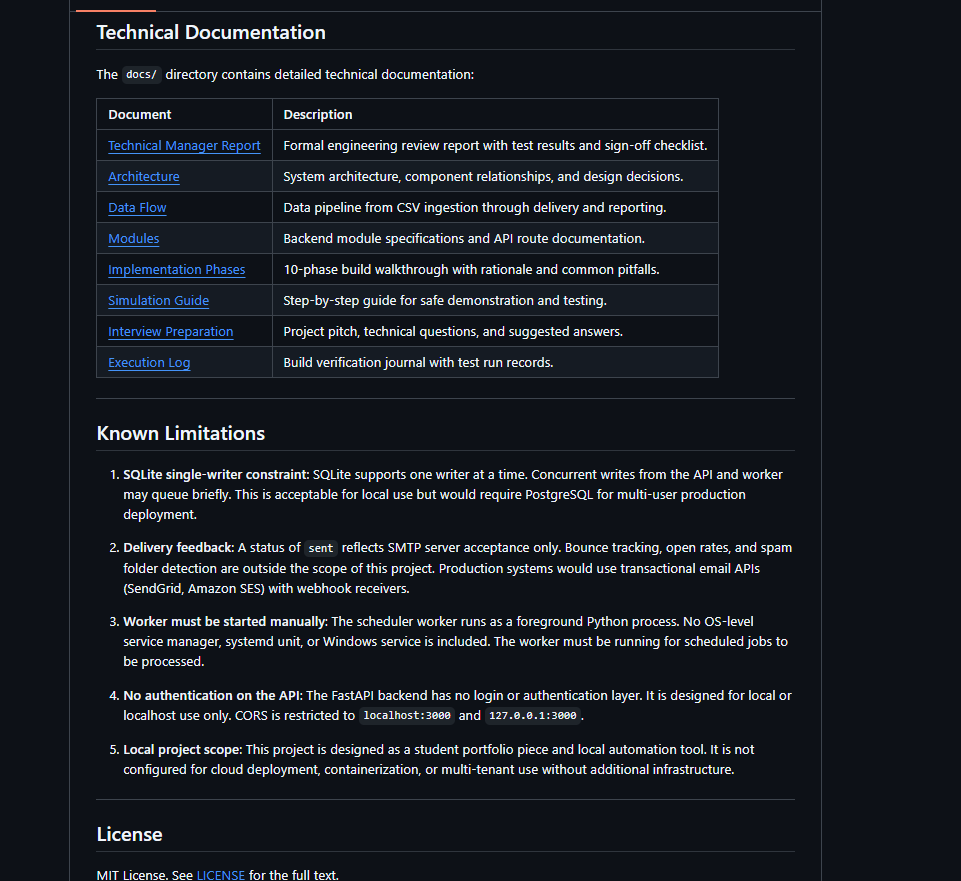 Technical Documentation
The docs/ directory contains detailed technical documentation:
Document Description
Technical Manager Report Formal engineering review report with test results and sign-off checklist.
Architecture System architecture, component relationships, and design decisions.
Data Flow Data pipeline from CSV ingestion through delivery and reporting.
Modules Backend module specifications and API route documentation.
Implementation Phases 10-phase build walkthrough with rationale and common pitfalls.
Simulation Guide Step-by-step guide for safe demonstration and testing.
Interview Preparation Project pitch, technical questions, and suggested answers.
Execution Log Build verification journal with test run records.
Known Limitations
1. SQLite single-writer constraint: SQLite supports one writer at a time. Concurrent writes from the API and worker
may queue briefly. This is acceptable for local use but would require PostgreSQL for multi-user production
deployment.
2. Delivery feedback: A status of sent reflects SMTP server acceptance only. Bounce tracking, open rates, and spam
folder detection are outside the scope of this project. Production systems would use transactional email APIs
(SendGrid, Amazon SES) with webhook receivers.
3. Worker must be started manually: The scheduler worker runs as a foreground Python process. No OS-level
service manager, systemd unit, or Windows service is included. The worker must be running for scheduled jobs to
be processed.
4. No authentication on the API: The FastAPI backend has no login or authentication layer. It is designed for local or
localhost use only. CORS is restricted to localhost:3000 and 127.0.0.1:3000.
5. Local project scope: This project is designed as a student portfolio piece and local automation tool. It is not
configured for cloud deployment, containerization, or multi-tenant use without additional infrastructure.
License
MIT License. See LICENSE for the full text.